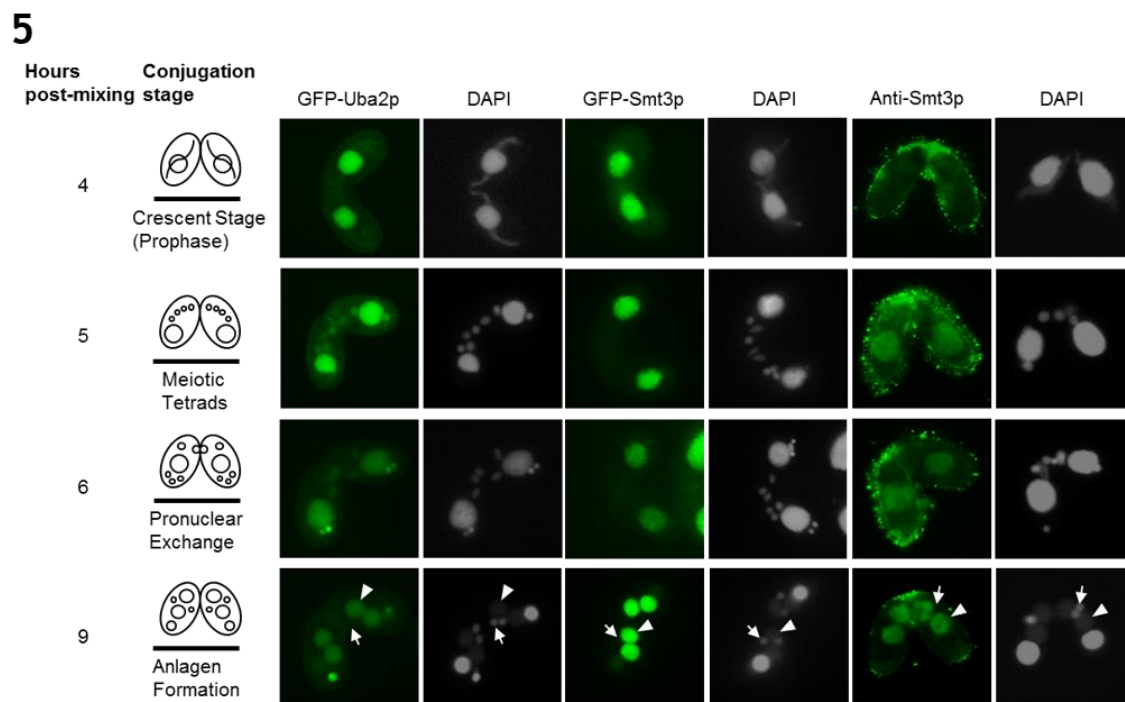 5
Hours post-mixing
Conjugation stage
GFP-Uba2p DAPI GFP-Smt3p DAPI Anti-Smt3p DAPI
4
Crescent Stage
(Prophase)
5
Meiotic
Tetrads
6
Pronuclear
Exchange
9
Anlagen
Formation